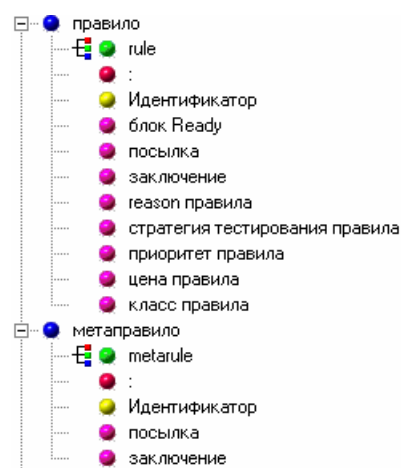 правило
rule
:
Идентификатор
блок Ready
посылка
заключение
reason правила
стратегия тестирования правила
приоритет правила
цена правила
класс правила
метаправило
metarule
:
Идентификатор
посылка
заключение